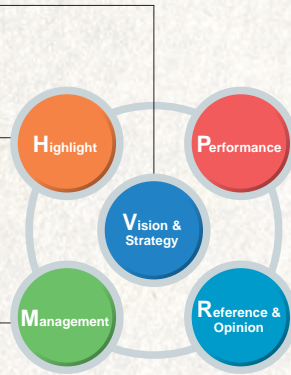 Highlight
Performance
Vision &
Strategy
Management
Reference &
Opinion